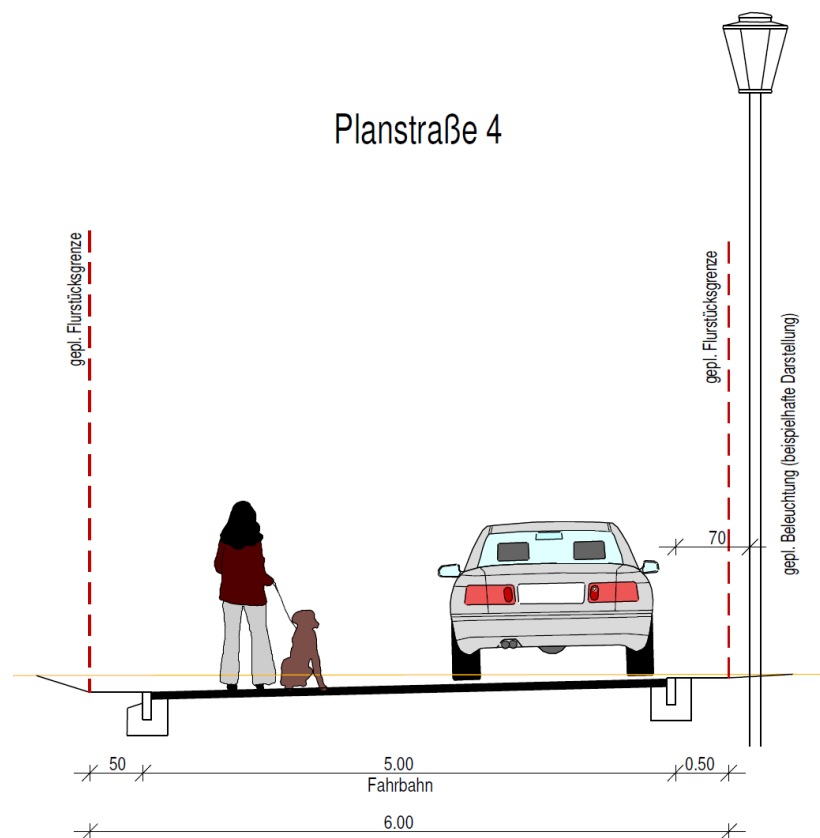 Planstraße 4
gepl. Flurstücksgrenze
gepl. Flurstücksgrenze
gepl. Beleuchtung (beispielhafte Darstellung)
70
50
5.00
0.50
Fahrbahn
6.00